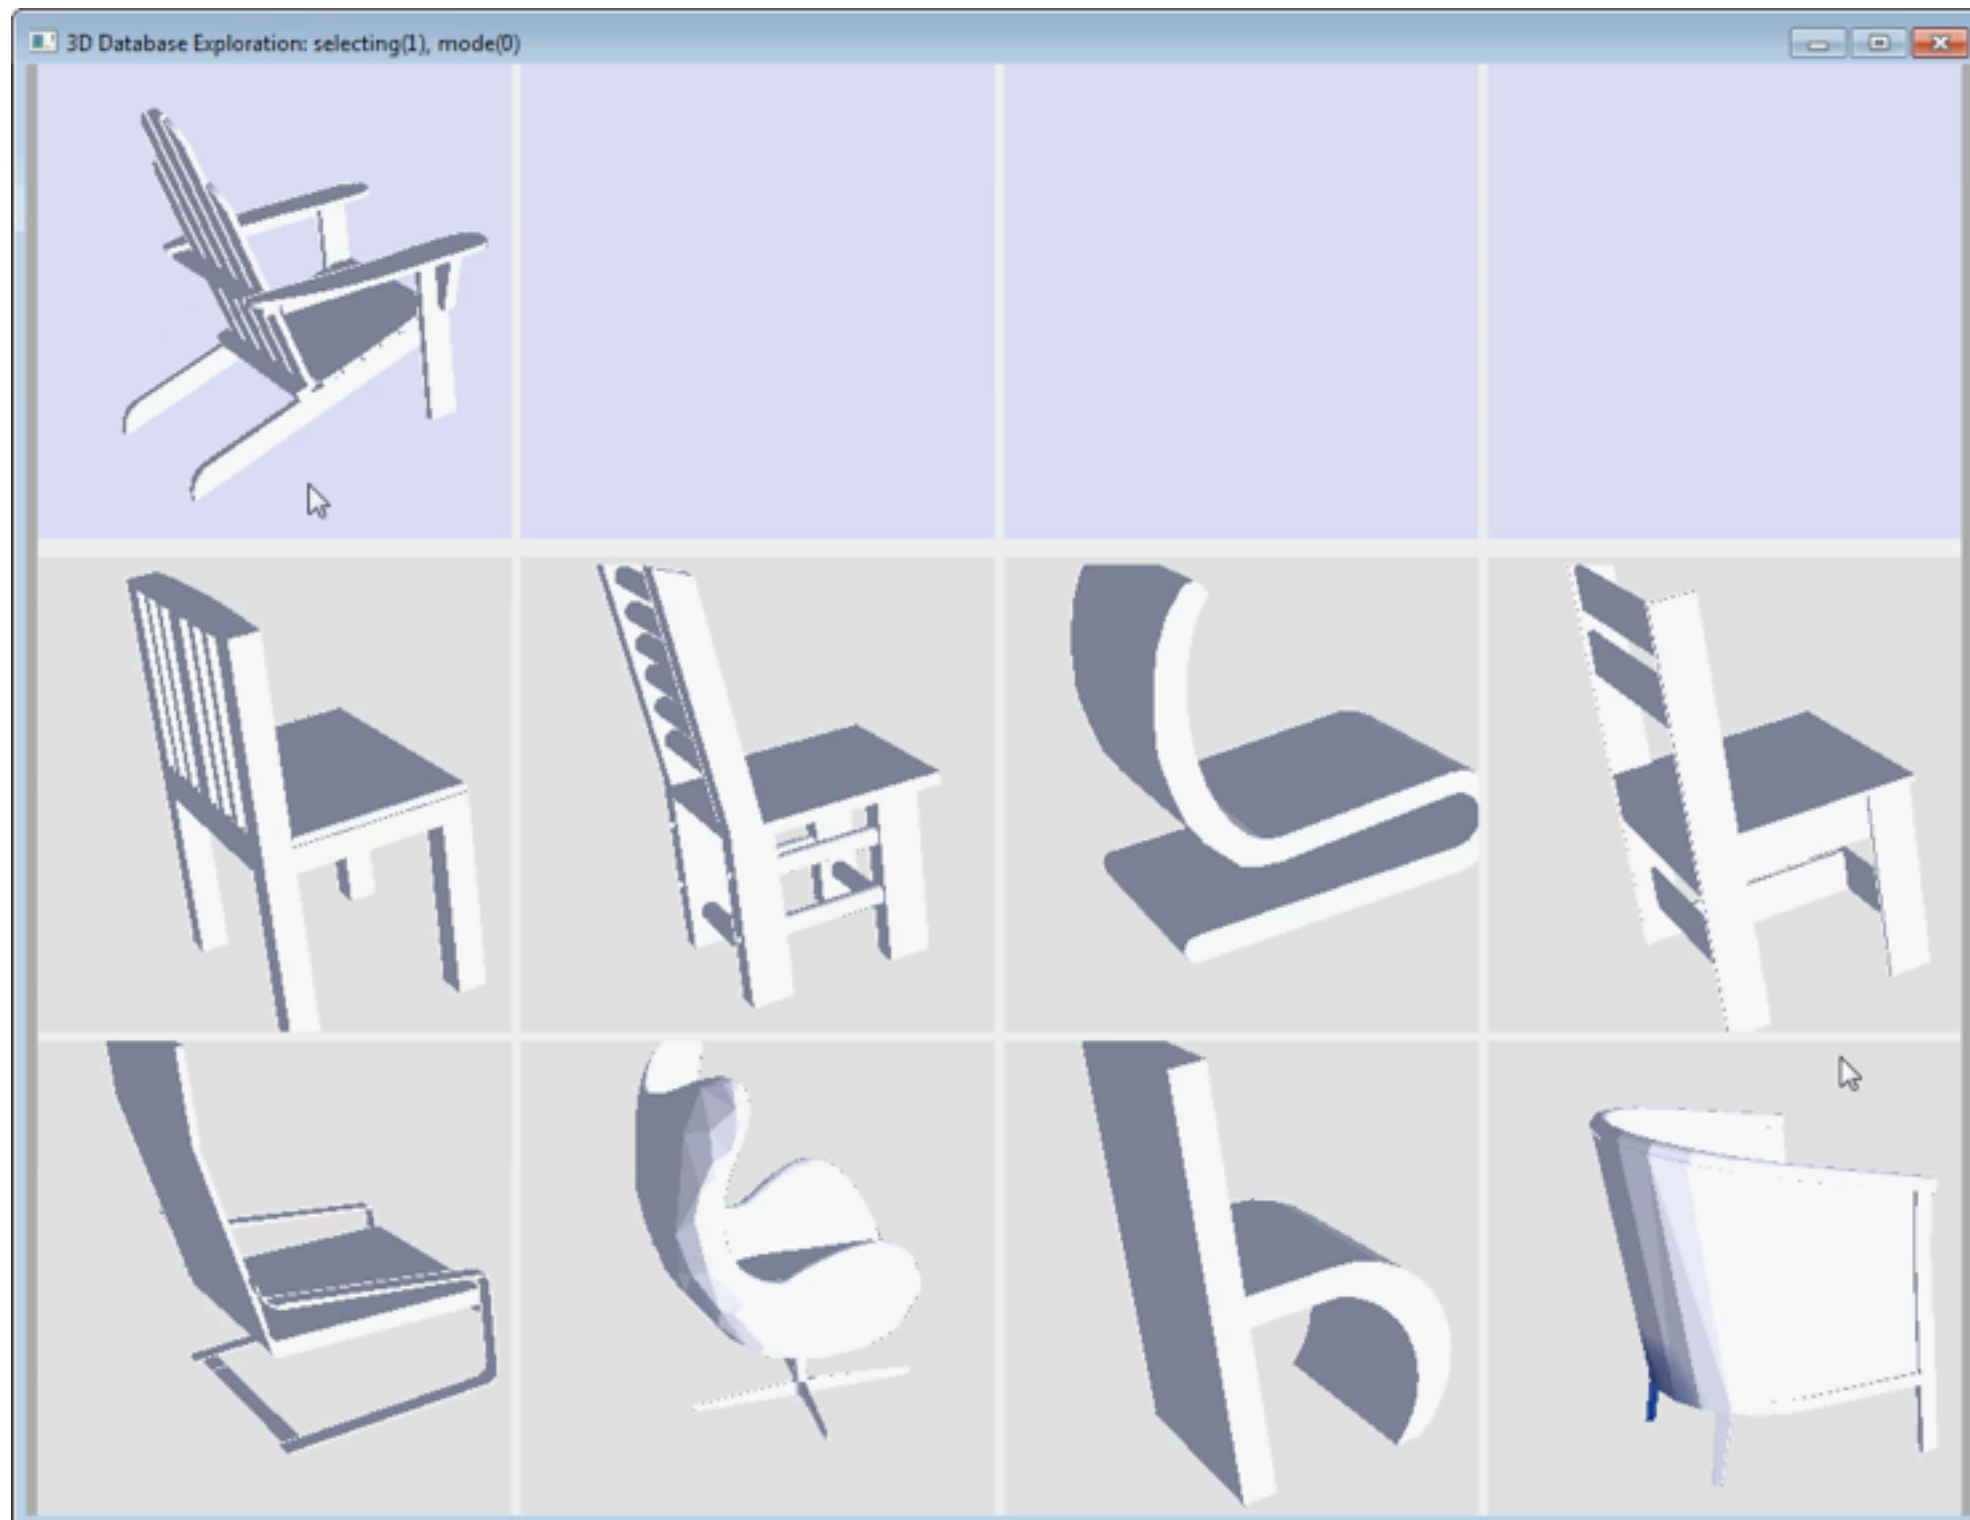 3D Database Exploration: selecting(1), mode(0)